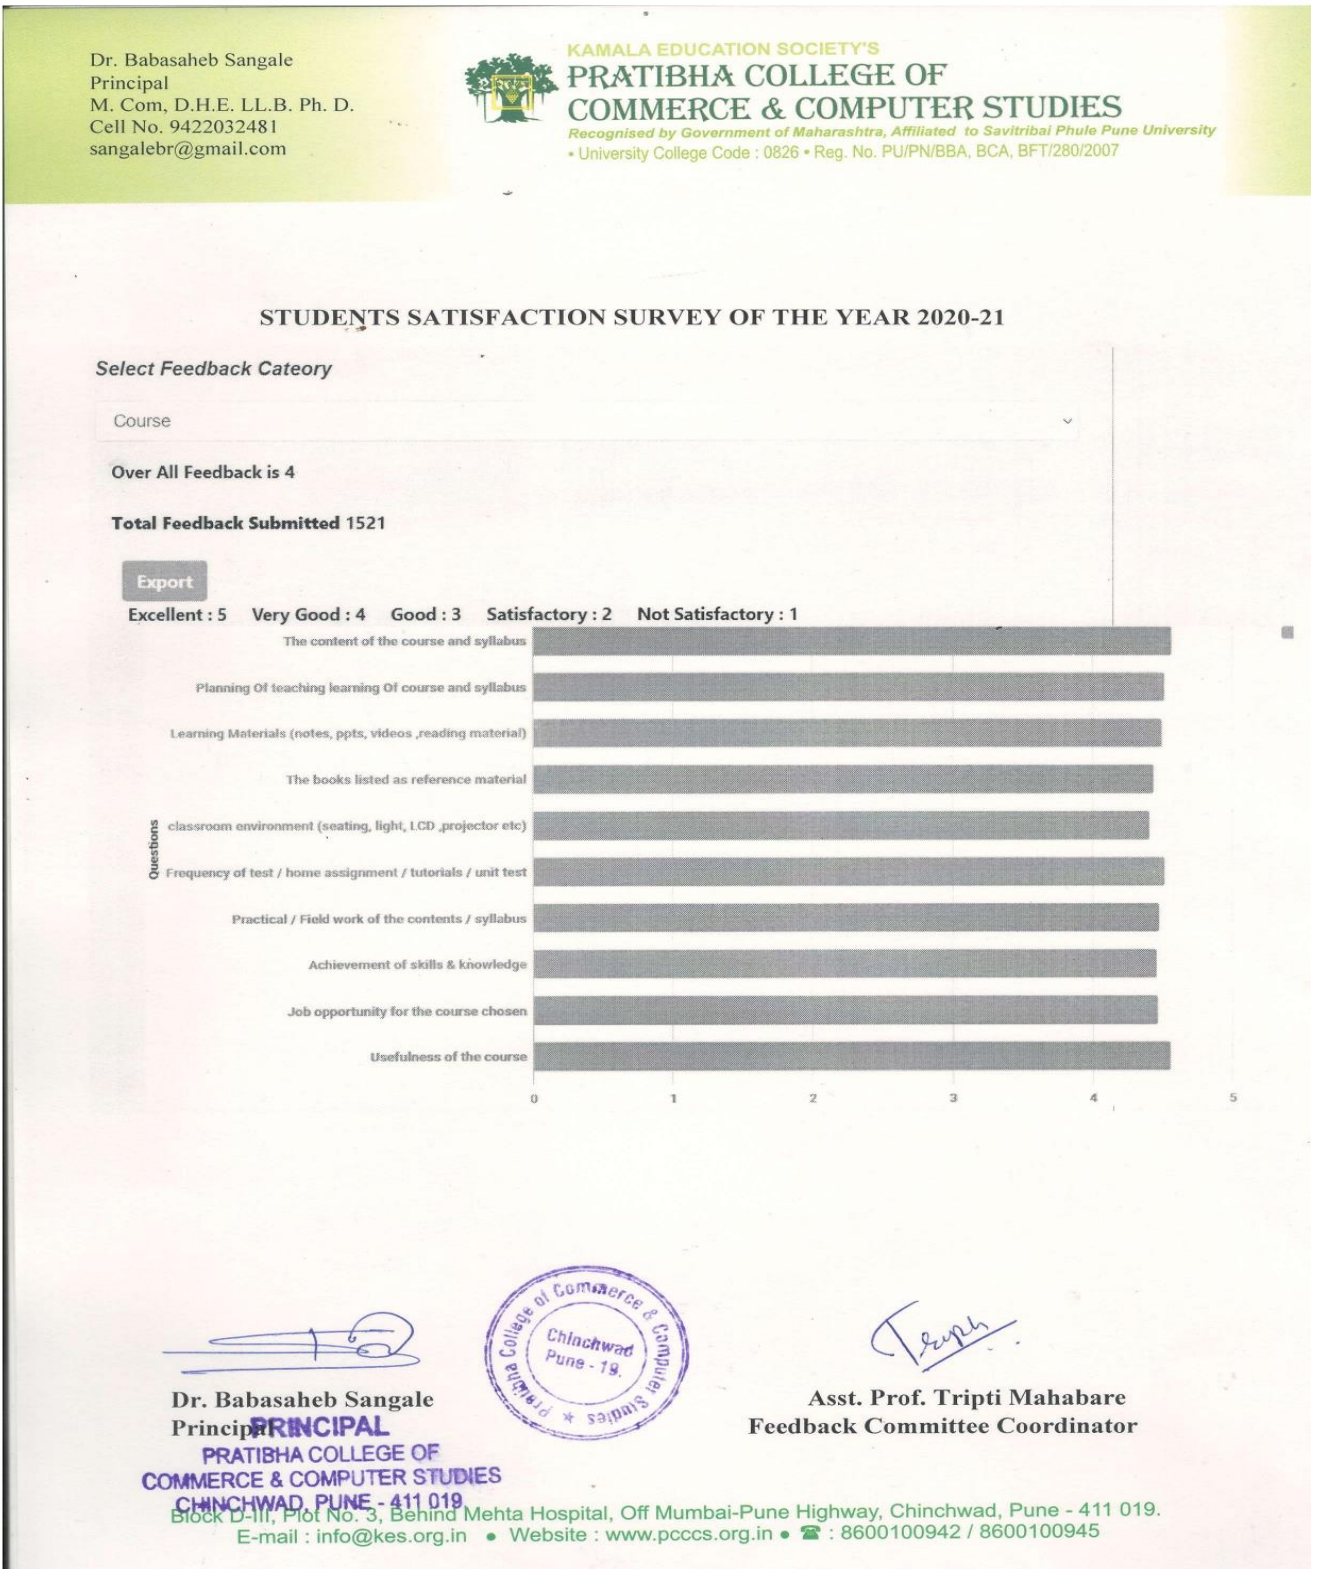 Dr. Babasaheb Sangale
Principal
M. Com, D.H.E. LL.B. Ph. D.
Cell No. 9422032481
sangalebr@gmail.com
KAMALA EDUCATION SOCIETY'S
PRATIBHA COLLEGE OF
COMMERCE & COMPUTER STUDIES
Recognised by Government of Maharashtra, Affiliated to Savitribai Phule Pune University
• University College Code : 0826 • Reg. No. PU/PN/BBA, BCA, BFT/280/2007
STUDENTS SATISFACTION SURVEY OF THE YEAR 2020-21
Select Feedback Cateory
Course
Over All Feedback is 4
Total Feedback Submitted 1521
Export
Excellent : 5 Very Good : 4 Good : 3 Satisfactory : 2 Not Satisfactory : 1
The content of the course and syllabus
Planning Of teaching learning Of course and syllabus
Learning Materials (notes, ppts, videos ,reading material)
The books listed as reference material
classroom environment (seating, light, LCD ,projector etc)
Questions
Frequency of test / home assignment / tutorials / unit test
Practical / Field work of the contents / syllabus
Achievement of skills & knowledge
Job opportunity for the course chosen
Usefulness of the course
0 1 2 3 4 5
Pratibha College of Commerce & Computer Studies
Chinchwad
Pune - 19.
Dr. Babasaheb Sangale
Principal
PRINCIPAL
PRATIBHA COLLEGE OF
COMMERCE & COMPUTER STUDIES
CHINCHWAD, PUNE - 411 019
Asst. Prof. Tripti Mahabare
Feedback Committee Coordinator
Block D-III, Plot No. 3, Behind Mehta Hospital, Off Mumbai-Pune Highway, Chinchwad, Pune - 411 019.
E-mail : info@kes.org.in • Website : www.pcccs.org.in • ☎ : 8600100942 / 8600100945